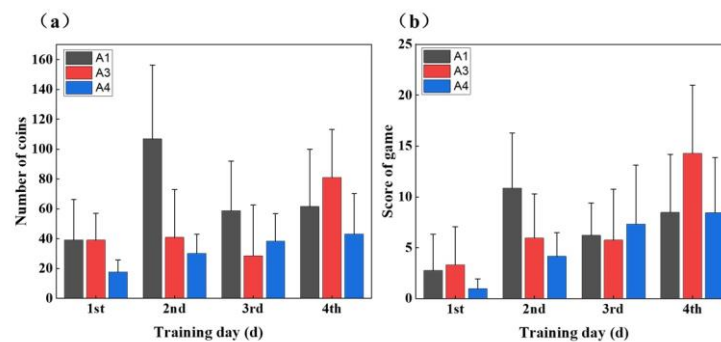 (a)
A1
A3
A4
Number of coins
160
140
120
100
80
60
40
20
0
1st 2nd 3rd 4th
Training day (d)
(b)
A1
A3
A4
Score of game
25
20
15
10
5
0
1st 2nd 3rd 4th
Training day (d)